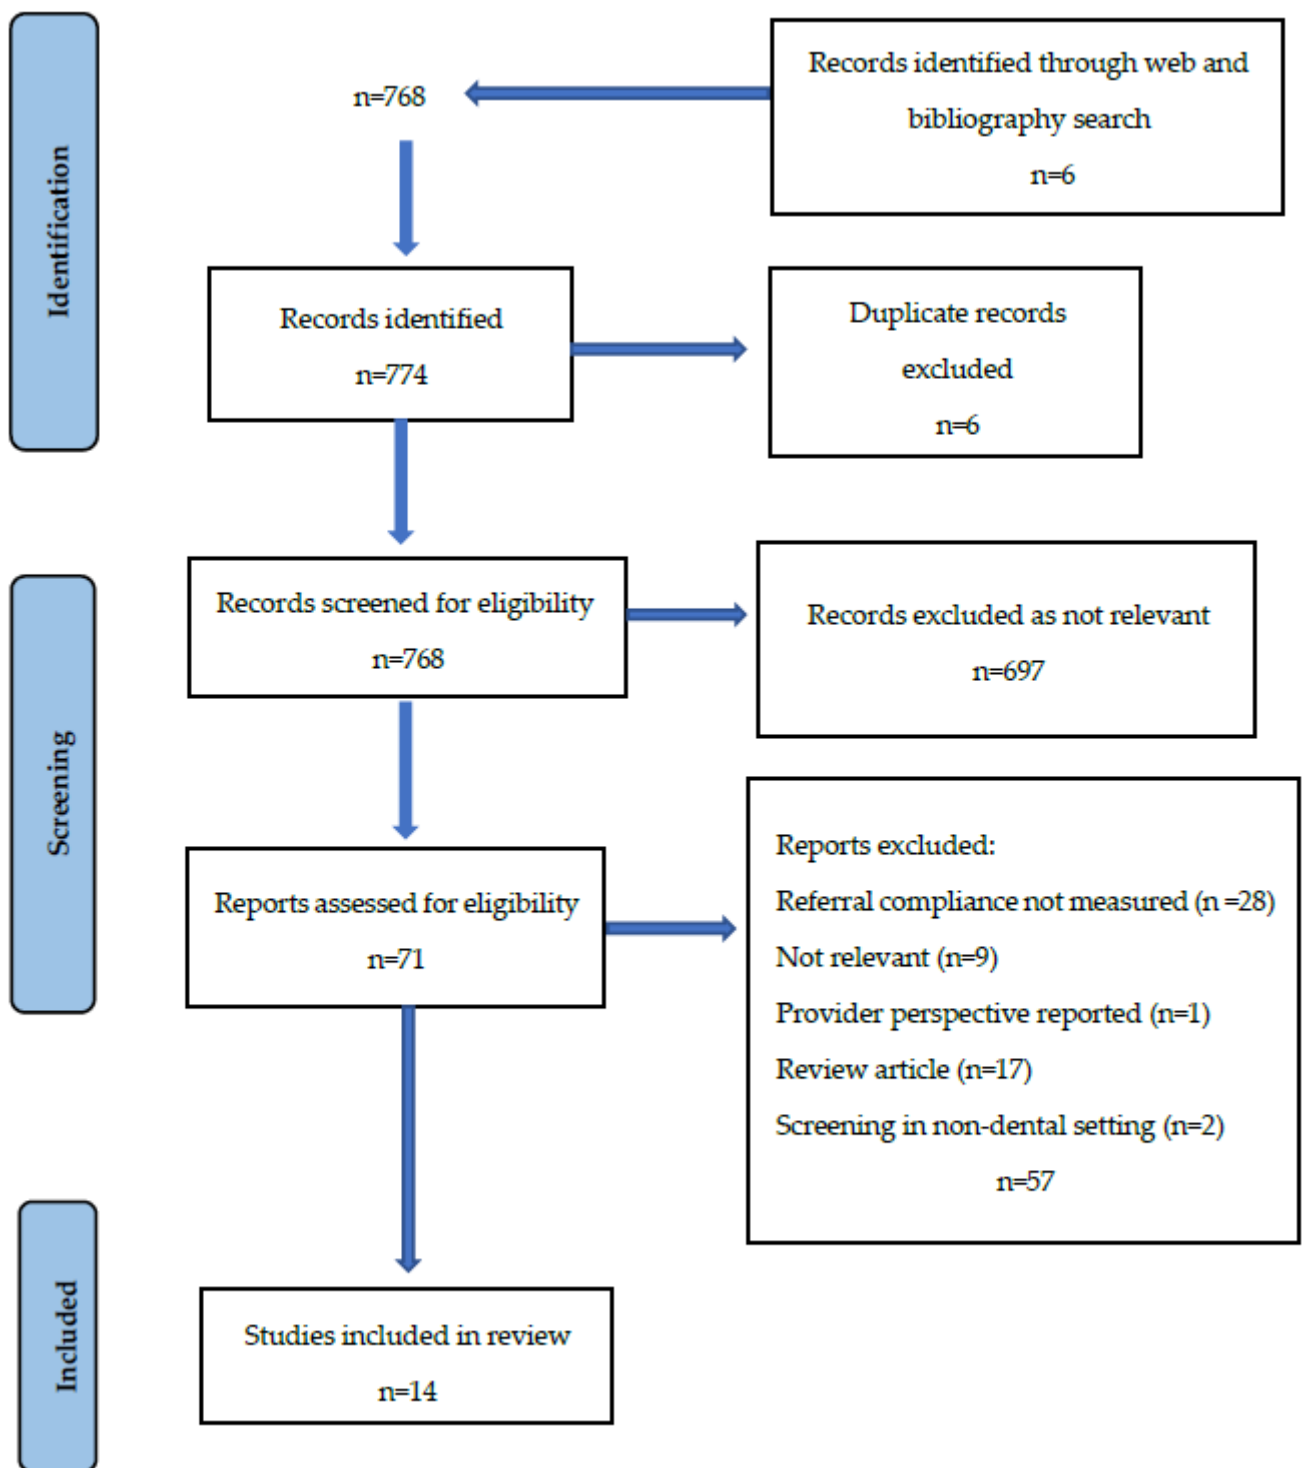 Identification
n=768
Records identified through web and
bibliography search
n=6
Records identified
n=774
Duplicate records
excluded
n=6
Screening
Records screened for eligibility
n=768
Records excluded as not relevant
n=697
Reports assessed for eligibility
n=71
Reports excluded:
Referral compliance not measured (n =28)
Not relevant (n=9)
Provider perspective reported (n=1)
Review article (n=17)
Screening in non-dental setting (n=2)
n=57
Included
Studies included in review
n=14